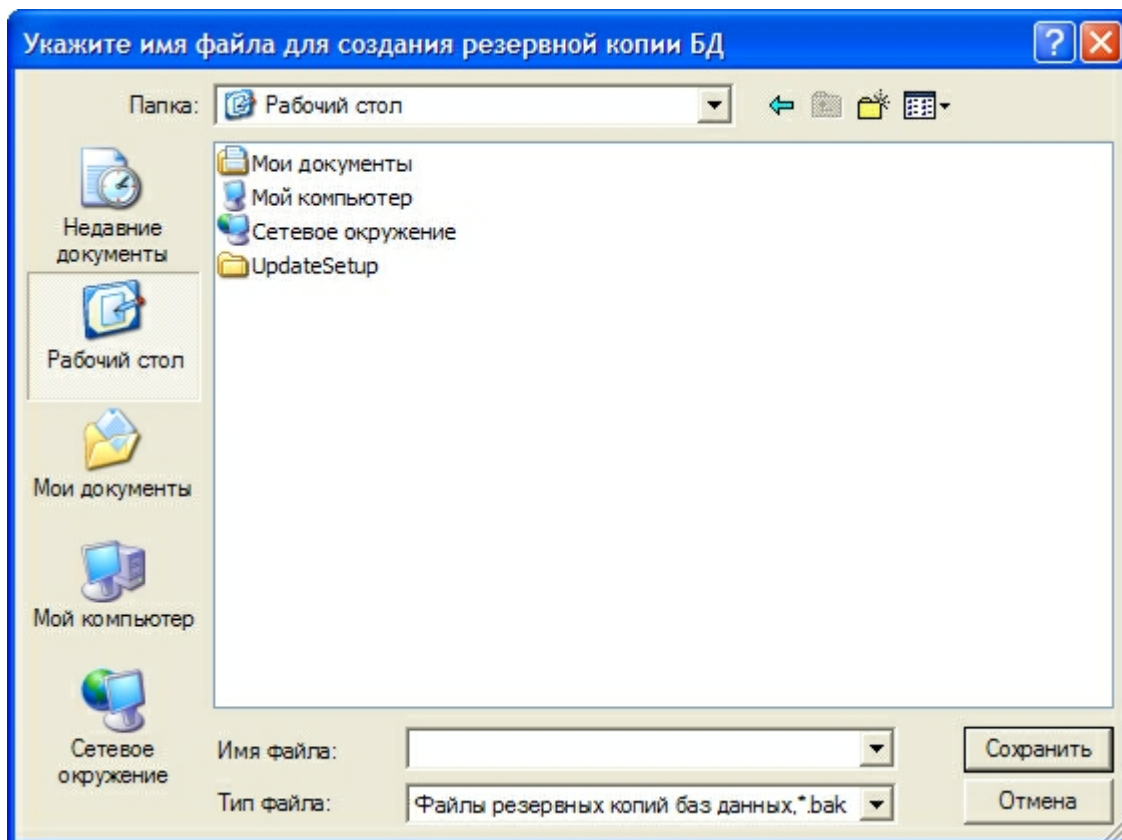 Укажите имя файла для создания резервной копии БД
Папка:
Рабочий стол
Недавние
документы
Рабочий стол
Мои документы
Мой компьютер
Сетевое
окружение
Мои документы
Мой компьютер
Сетевое окружение
UpdateSetup
Имя файла:
Сохранить
Тип файла:
Файлы резервных копий баз данных,*.bak
Отмена